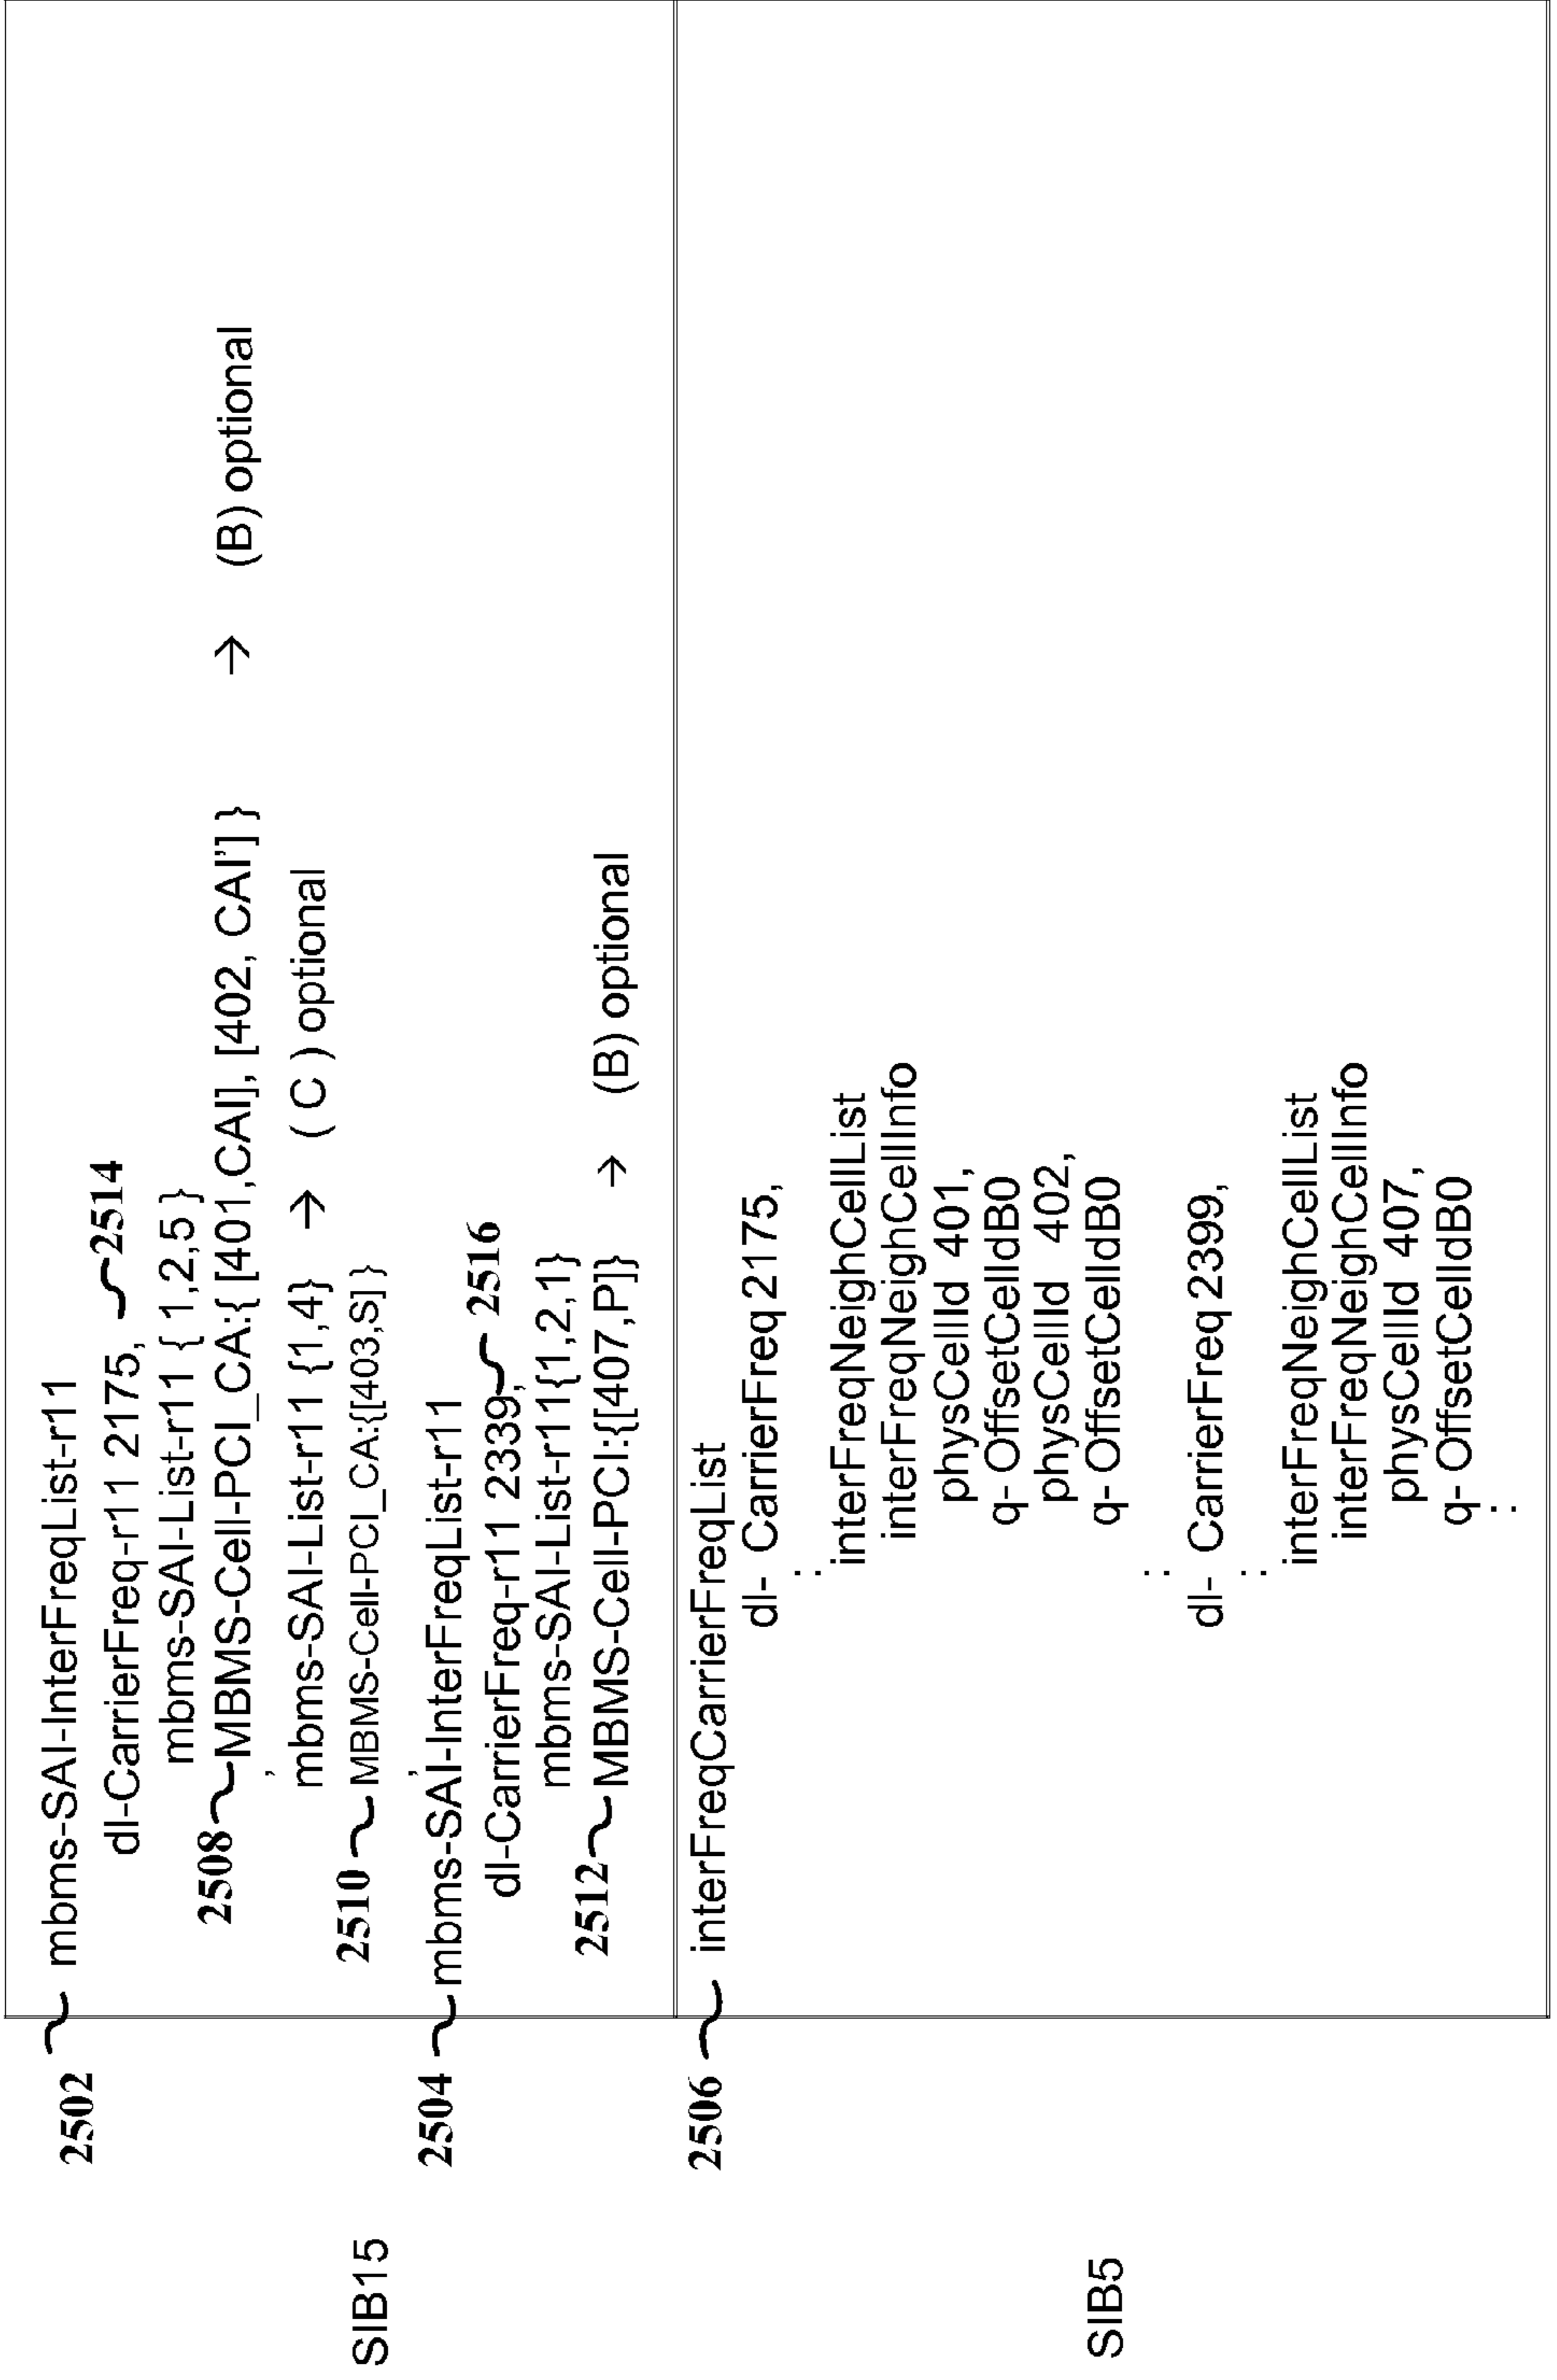 2502 mbms-SAI-InterFreqList-r11
dl-CarrierFreq-r11 2175, 2514
mbms-SAI-List-r11 { 1,2,5 }
2508 MBMS-Cell-PCI_CA:{ [401,CAI], [402, CAI'] } → (B) optional
,
mbms-SAI-List-r11 {1,4} → ( C ) optional
2510 MBMS-Cell-PCI_CA:{[403,S] }
SIB15
,
2504 mbms-SAI-InterFreqList-r11
dl-CarrierFreq-r11 2339, 2516
mbms-SAI-List-r11{1,2,1}
2512 MBMS-Cell-PCI:{[407,P]} → (B) optional
2506 interFreqCarrierFreqList
dl- CarrierFreq 2175,
:
interFreqNeighCellList
interFreqNeighCellInfo
physCellId 401,
q- OffsetCellIdB0
physCellId 402,
q- OffsetCellIdB0
SIB5
:
dl- CarrierFreq 2399,
:
interFreqNeighCellList
interFreqNeighCellInfo
physCellId 407,
q- OffsetCellIdB0
: